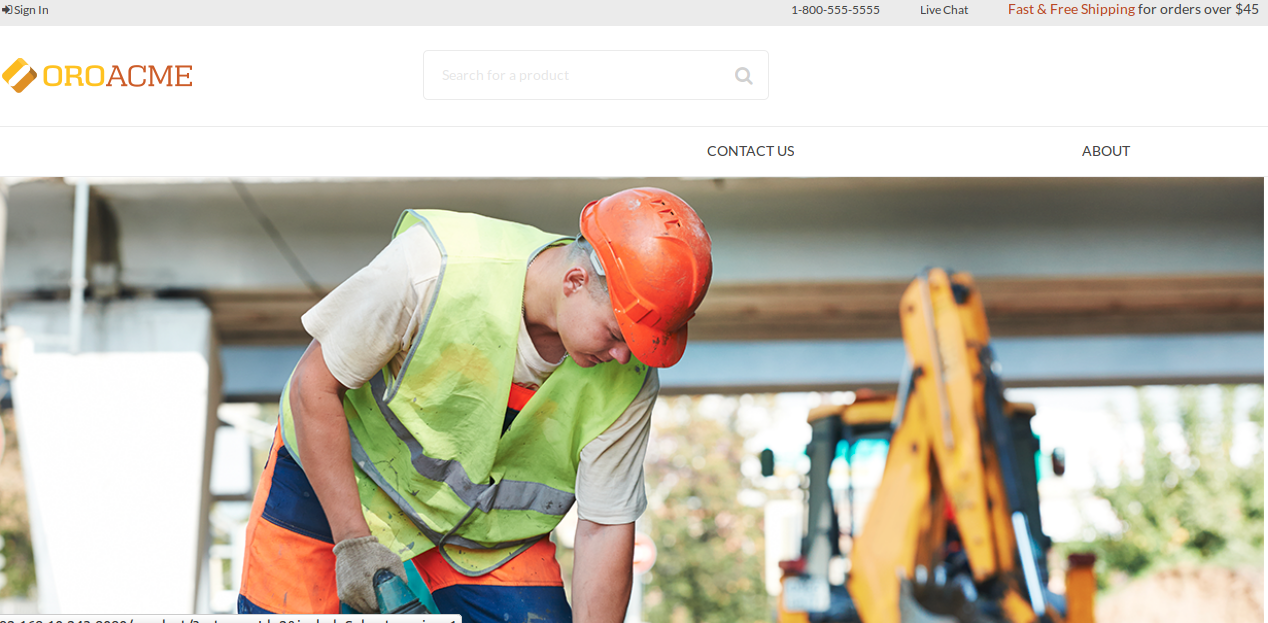 Sign In
1-800-555-5555
Live Chat
Fast & Free Shipping for orders over $45
OROACME
Search for a product
CONTACT US
ABOUT